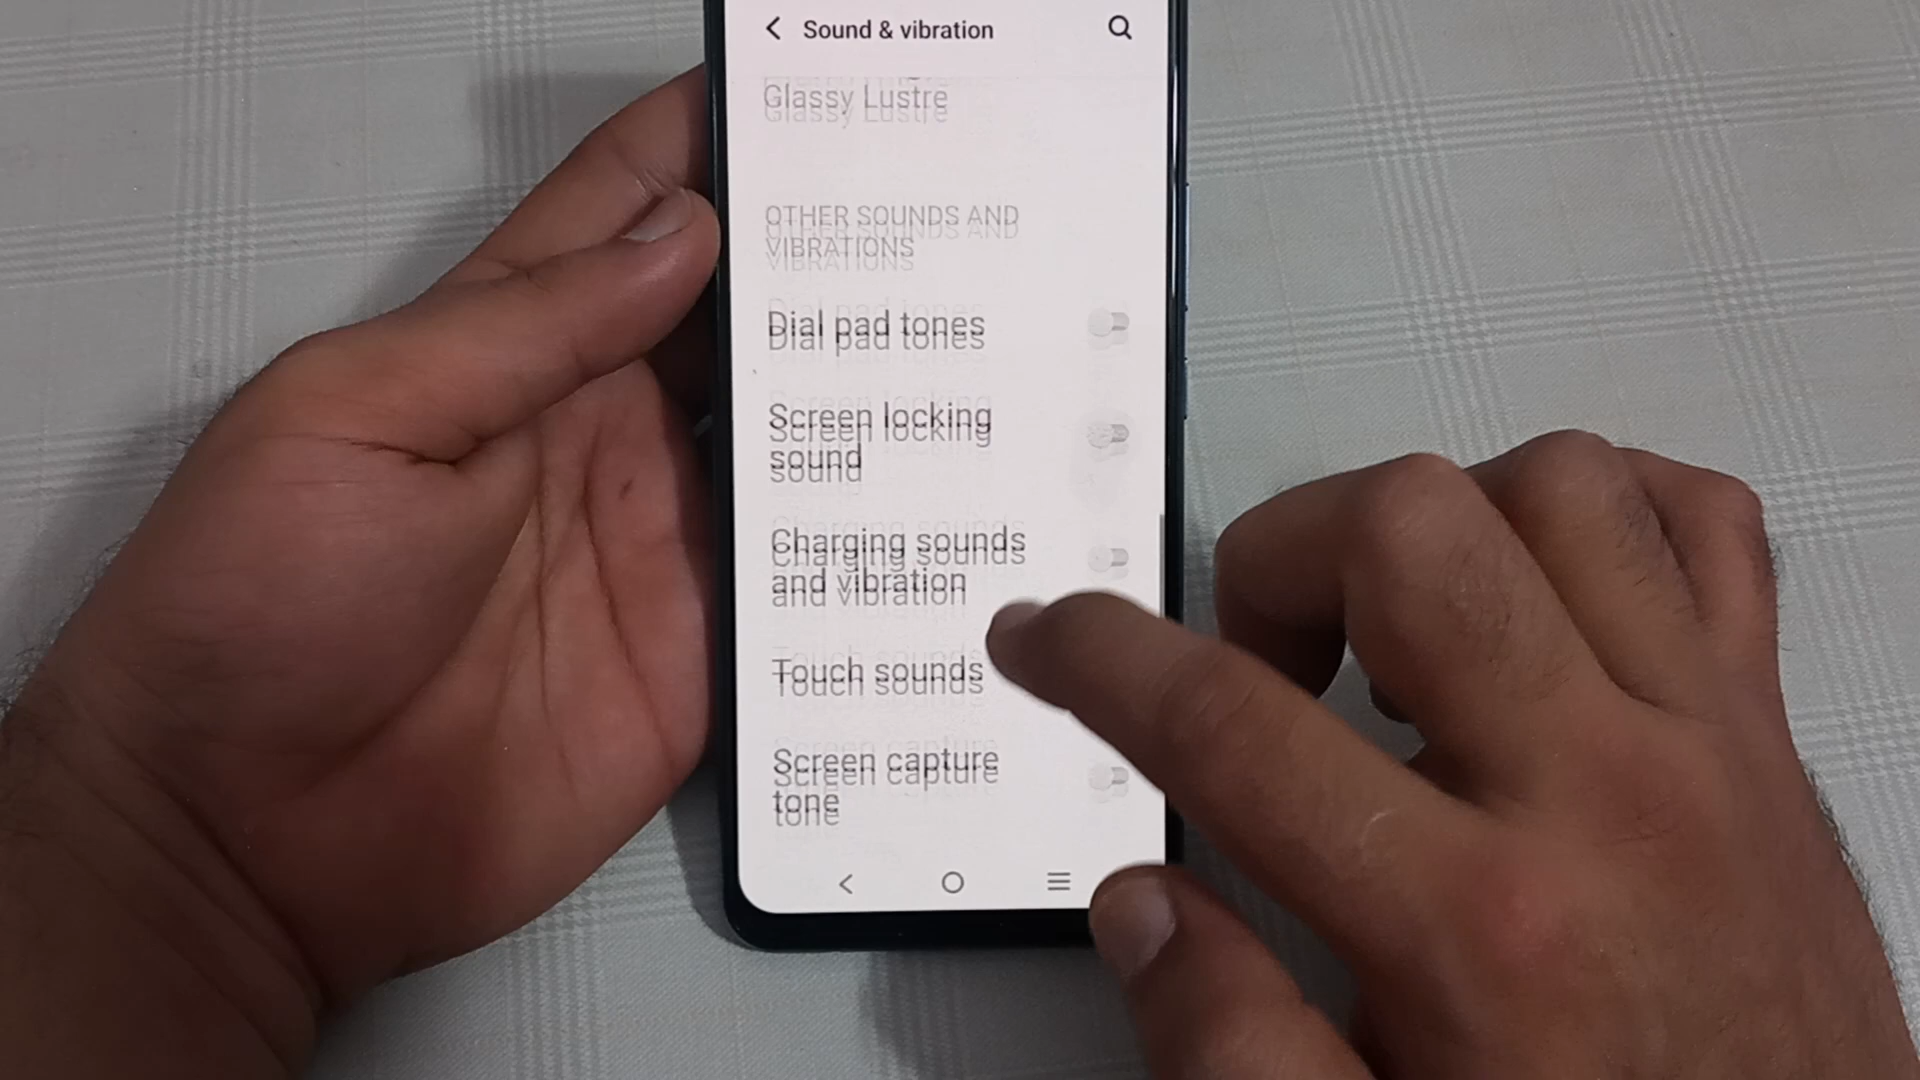 Sound & vibration
Glassy Lustre
OTHER SOUNDS AND
VIBRATIONS
Dial pad tones
Screen locking
sound
Charging sounds
and vibration
Touch sounds
Screen capture
tone